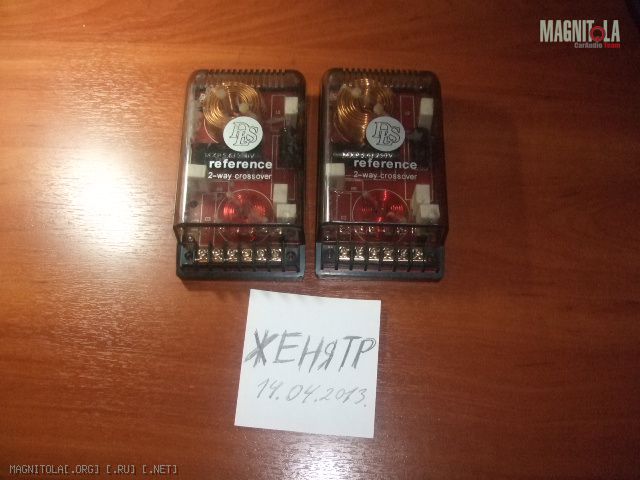 MAGNITOLA
CarAudio Team
reference
2-way crossover
reference
2-way crossover
ЖЕНЯТР
14.04.2013.
MAGNITOLA[.ORG] [.RU] [.NET]